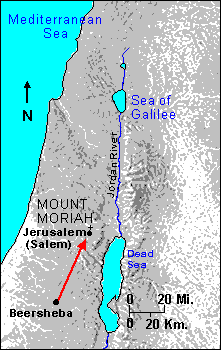 Mediterranean
Sea
N
Sea of
Galilee
Jordan River
MOUNT
MORIAH
Jerusalem
(Salem)
Dead
Sea
Beersheba
0 20 Mi.
0 20 Km.